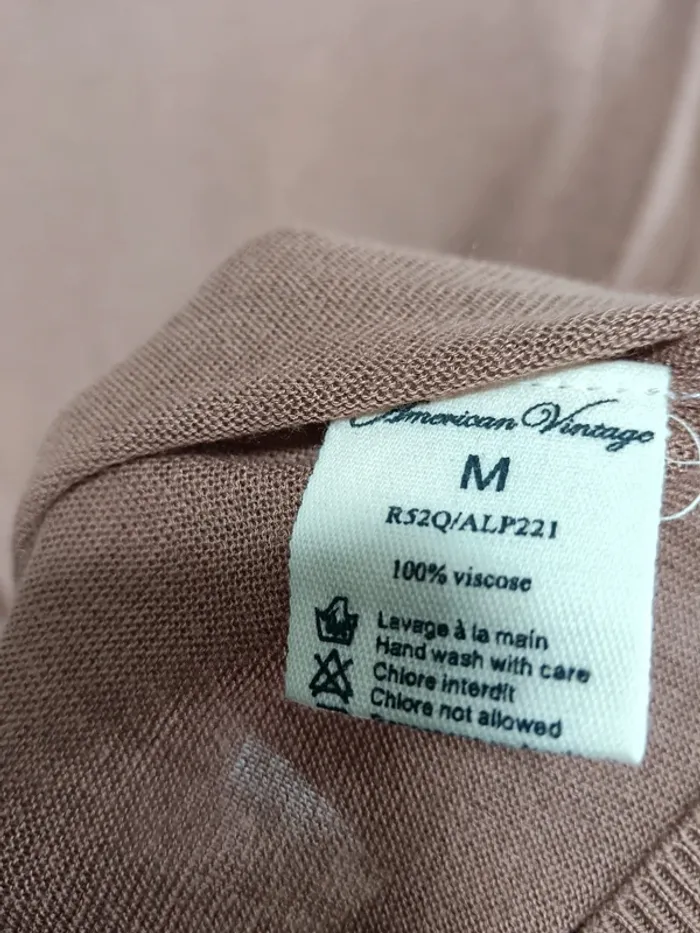 American Vintage
M
R52Q/ALP221
100% viscose
Lavage à la main
Hand wash with care
Chlore interdit
Chlore not allowed